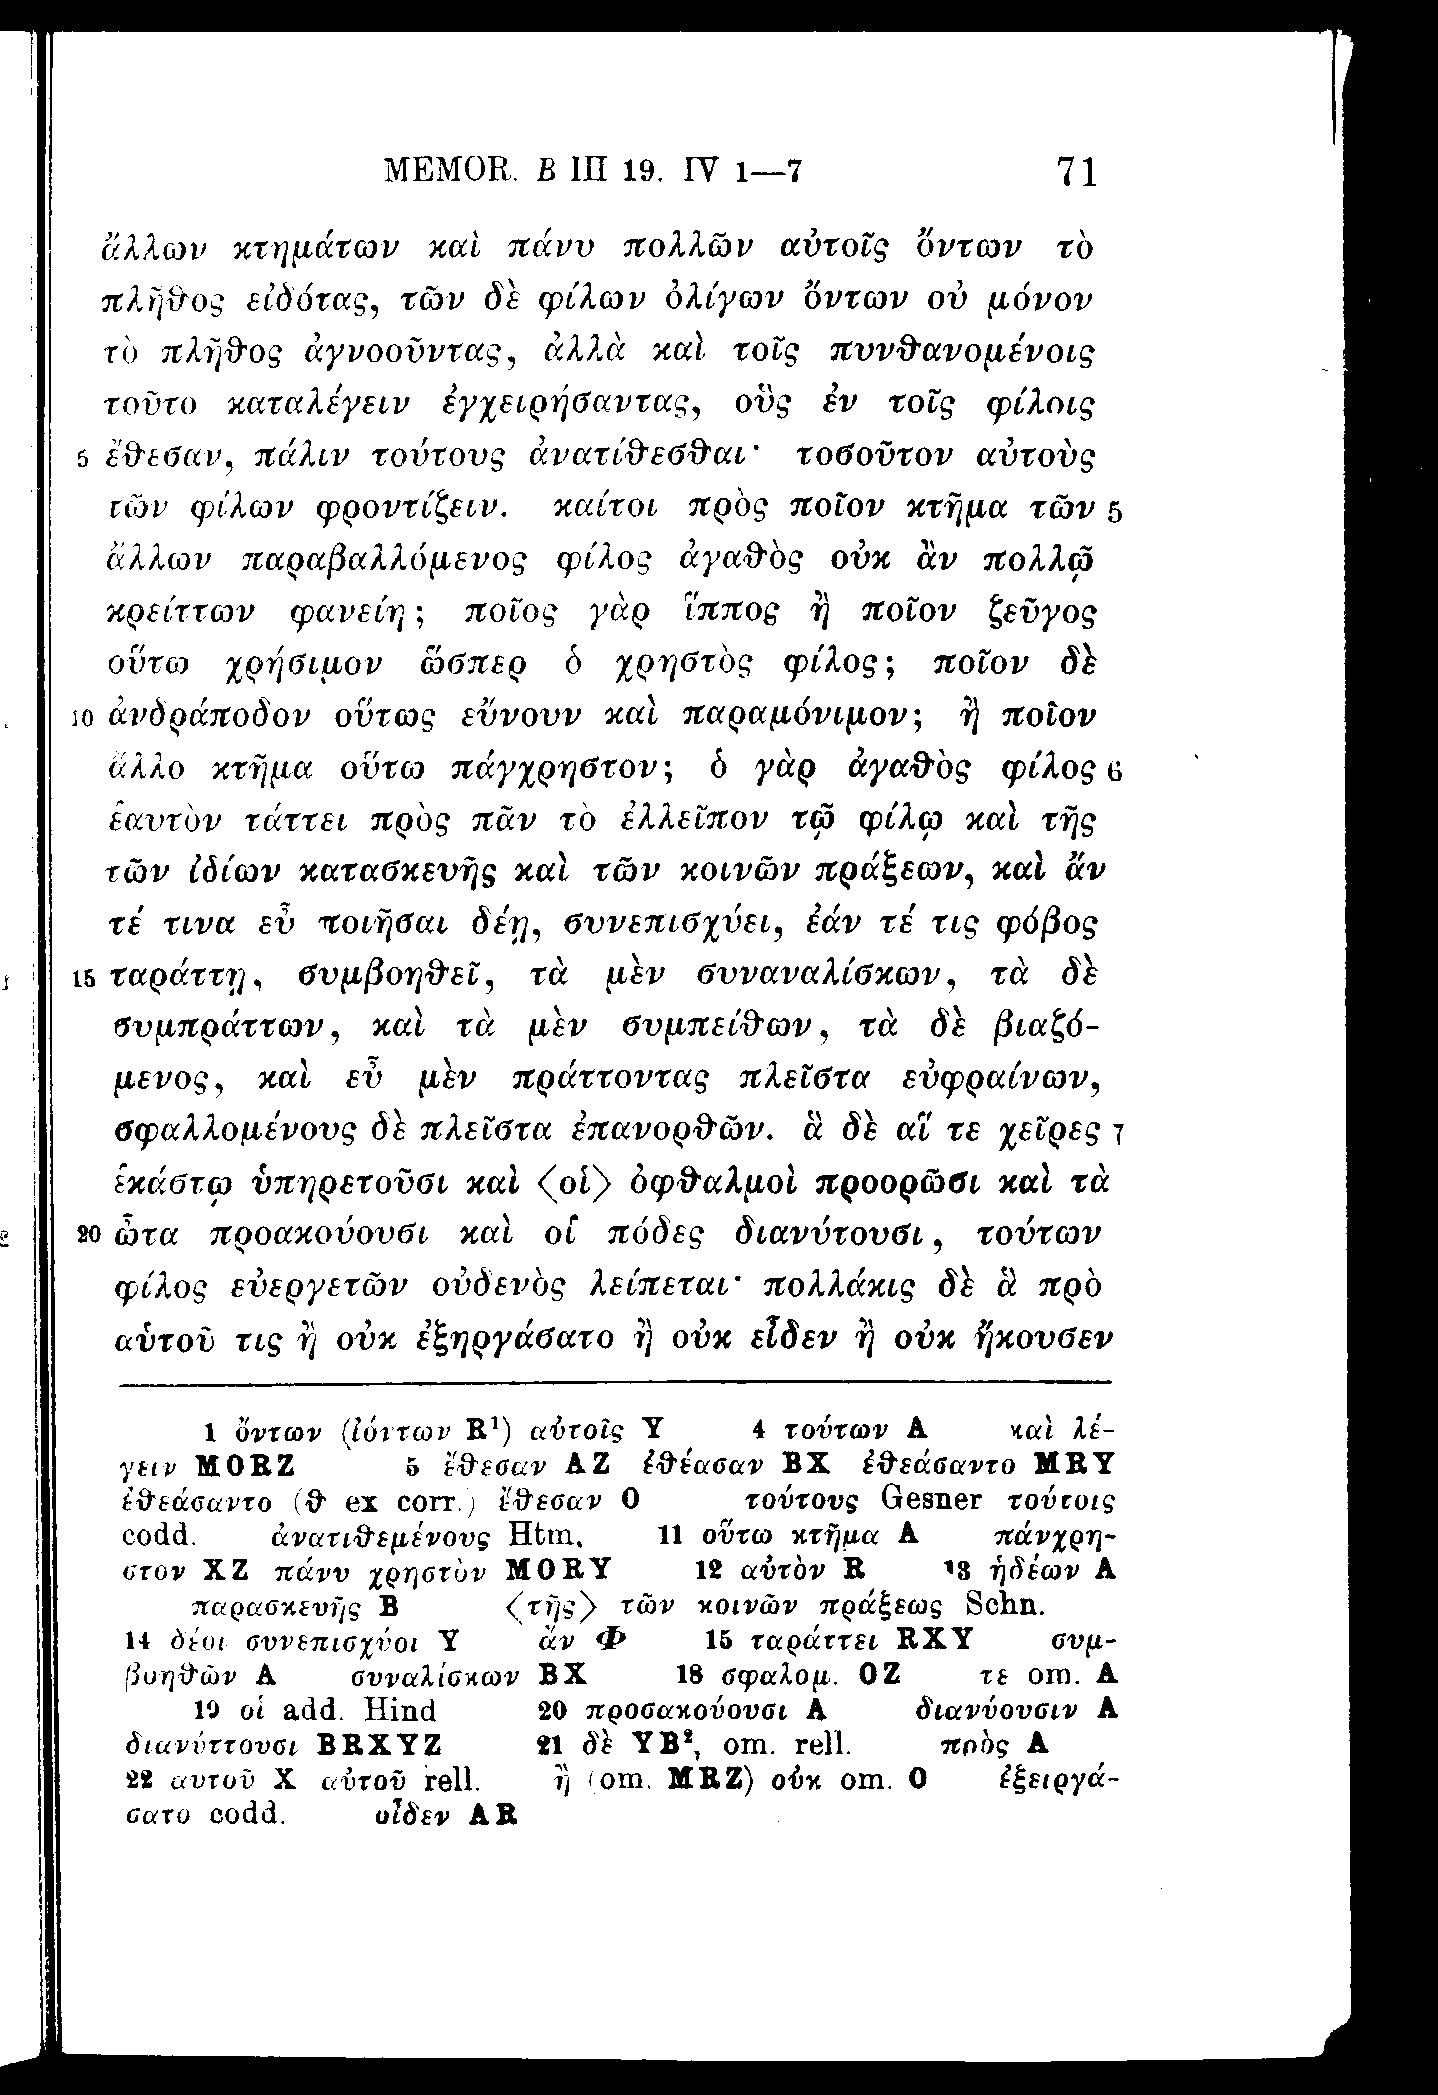 MEMOR. B III 19. IV 1—7 71
ἄλλων κτημάτων καὶ πάνυ πολλῶν αὐτοῖς ὄντων τὸ
πλῆθος εἰδότας, τῶν δὲ φίλων ὀλίγων ὄντων οὐ μόνον
τὸ πλῆθος ἀγνοοῦντας, ἀλλὰ καὶ τοῖς πυνθανομένοις
τοῦτο καταλέγειν ἐγχειρήσαντας, οὓς ἐν τοῖς φίλοις
5 ἔθεσαν, πάλιν τούτους ἀνατίθεσθαι· τοσοῦτον αὐτοὺς
τῶν φίλων φροντίζειν. καίτοι πρὸς ποῖον κτῆμα τῶν 5
ἄλλων παραβαλλόμενος φίλος ἀγαθὸς οὐκ ἂν πολλῷ
κρείττων φανείη; ποῖος γὰρ ἵππος ἢ ποῖον ζεῦγος
οὕτω χρήσιμον ὥσπερ ὁ χρηστὸς φίλος; ποῖον δὲ
10 ἀνδράποδον οὕτως εὔνουν καὶ παραμόνιμον; ἢ ποῖον
ἄλλο κτῆμα οὕτω πάγχρηστον; ὁ γὰρ ἀγαθὸς φίλος 6
ἑαυτὸν τάττει πρὸς πᾶν τὸ ἐλλεῖπον τῷ φίλῳ καὶ τῆς
τῶν ἰδίων κατασκευῆς καὶ τῶν κοινῶν πράξεων, καὶ ἄν
τέ τινα εὖ ποιῆσαι δέῃ, συνεπισχύει, ἐάν τέ τις φόβος
15 ταράττῃ, συμβοηθεῖ, τὰ μὲν συναναλίσκων, τὰ δὲ
συμπράττων, καὶ τὰ μὲν συμπείθων, τὰ δὲ βιαζό-
μενος, καὶ εὖ μὲν πράττοντας πλεῖστα εὐφραίνων,
σφαλλομένους δὲ πλεῖστα ἐπανορθῶν. ἃ δὲ αἵ τε χεῖρες 7
ἑκάστῳ ὑπηρετοῦσι καὶ ⟨οἱ⟩ ὀφθαλμοὶ προορῶσι καὶ τὰ
20 ὦτα προακούουσι καὶ οἱ πόδες διανύτουσι, τούτων
φίλος εὐεργετῶν οὐδενὸς λείπεται· πολλάκις δὲ ἃ πρὸ
αὑτοῦ τις ἢ οὐκ ἐξηργάσατο ἢ οὐκ εἶδεν ἢ οὐκ ἤκουσεν
1 ὄντων (ἰόντων R¹) αὐτοῖς Y 4 τούτων A καὶ λέ-
γειν MORZ 5 ἔθεσαν AZ ἐθέασαν BX ἐθεάσαντο MRY
ἐθεάσαντο (θ ex corr.) ἔθεσαν O τούτους Gesner τούτοις
codd. ἀνατιθεμένους Htm. 11 οὕτω κτῆμα A πάνχρη-
στον XZ πάνυ χρηστὸν MORY 12 αὐτὸν R 13 ἡδέων A
παρασκευῆς B ⟨τῆς⟩ τῶν κοινῶν πράξεως Schn.
14 δέοι συνεπισχύοι Y ἄν Φ 15 ταράττει RXY συμ-
βοηθῶν A συναλίσκων BX 18 σφαλομ. OZ τε om. A
19 οἱ add. Hind 20 προσακούουσι A διανύουσιν A
διανύττουσι BRXYZ 21 δὲ YB², om. rell. πρὸς A
22 αυτοῦ X αὐτοῦ rell. ἢ (om. MRZ) οὐκ om. O ἐξειργά-
σατο codd. οἶδεν AR